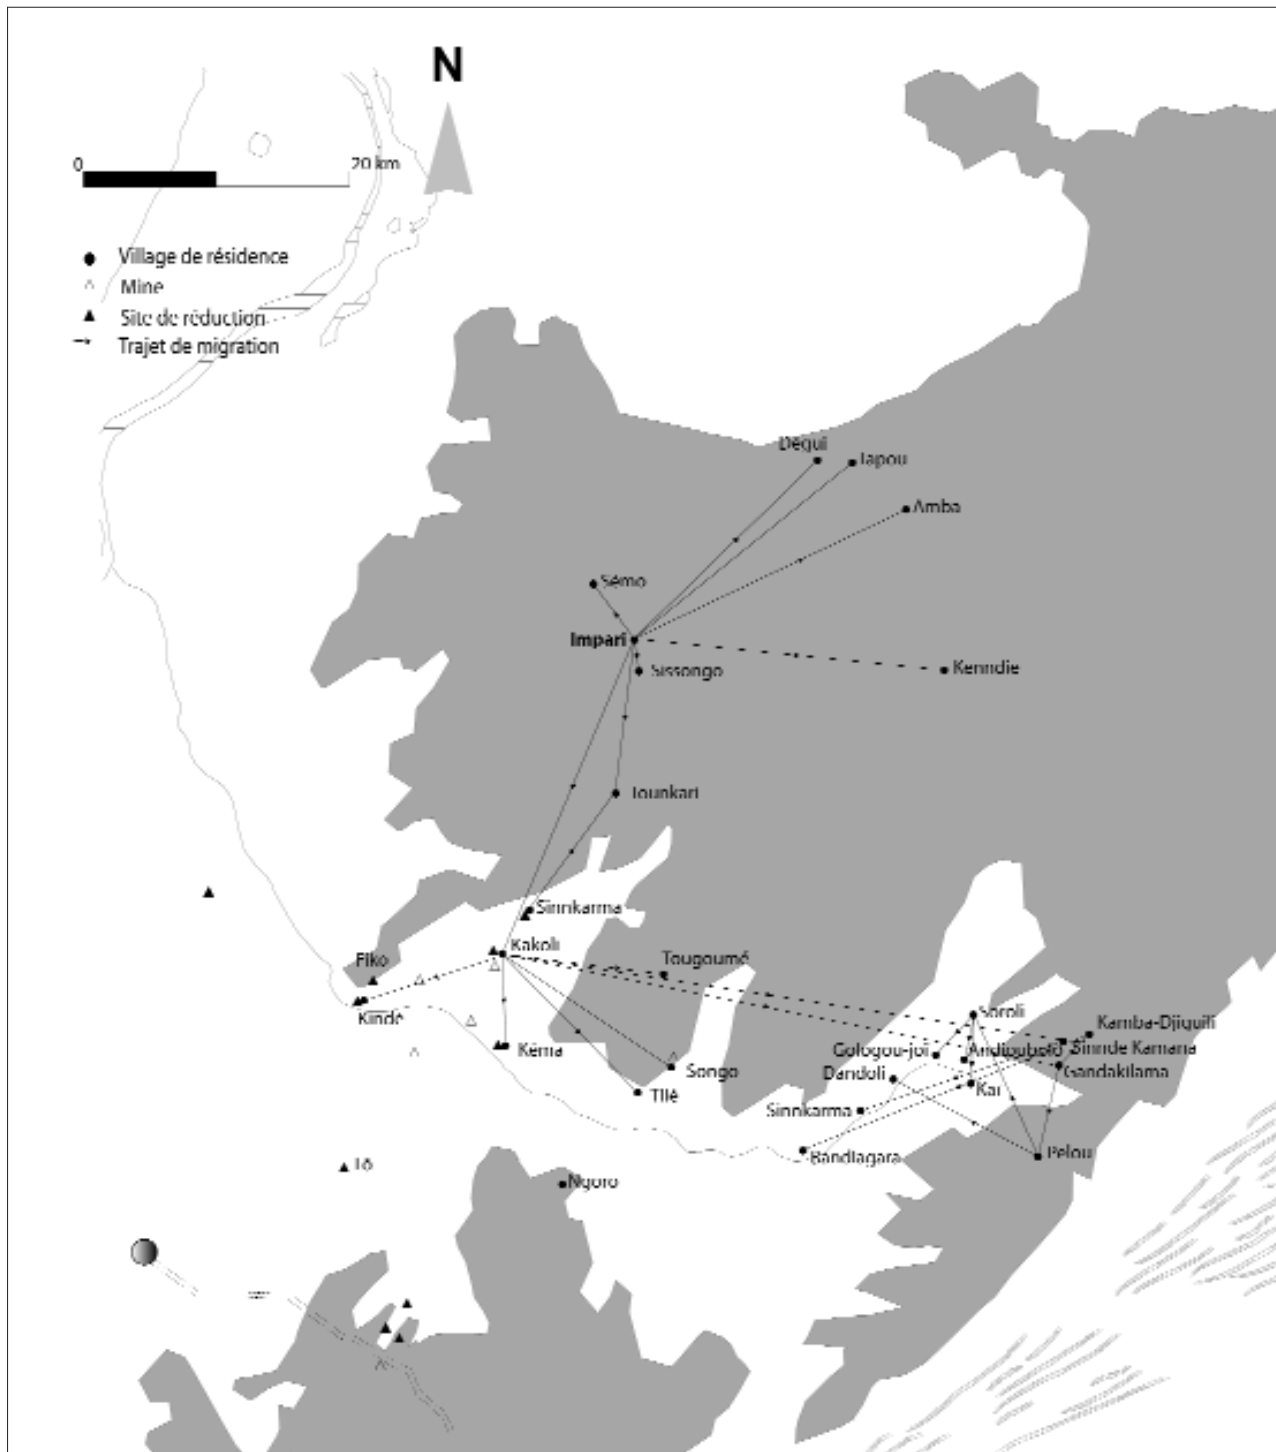 N
0
20 km
Village de résidence
Mine
Site de réduction
Trajet de migration
Dégui
Tapou
Amba
Sémo
Impari
Sissongo
Kenndie
Tounkari
Sinnkarma
Kakoli
Fiko
Tougoumé
Kindé
Kéma
Songo
Tilé
Soroli
Kamba-Djiguili
Gologou-joi
Andioubolo
Sinnde Kamana
Dandoli
Gandakilama
Kai
Sinnkarma
Bandiagara
Pelou
Tô
Ngoro